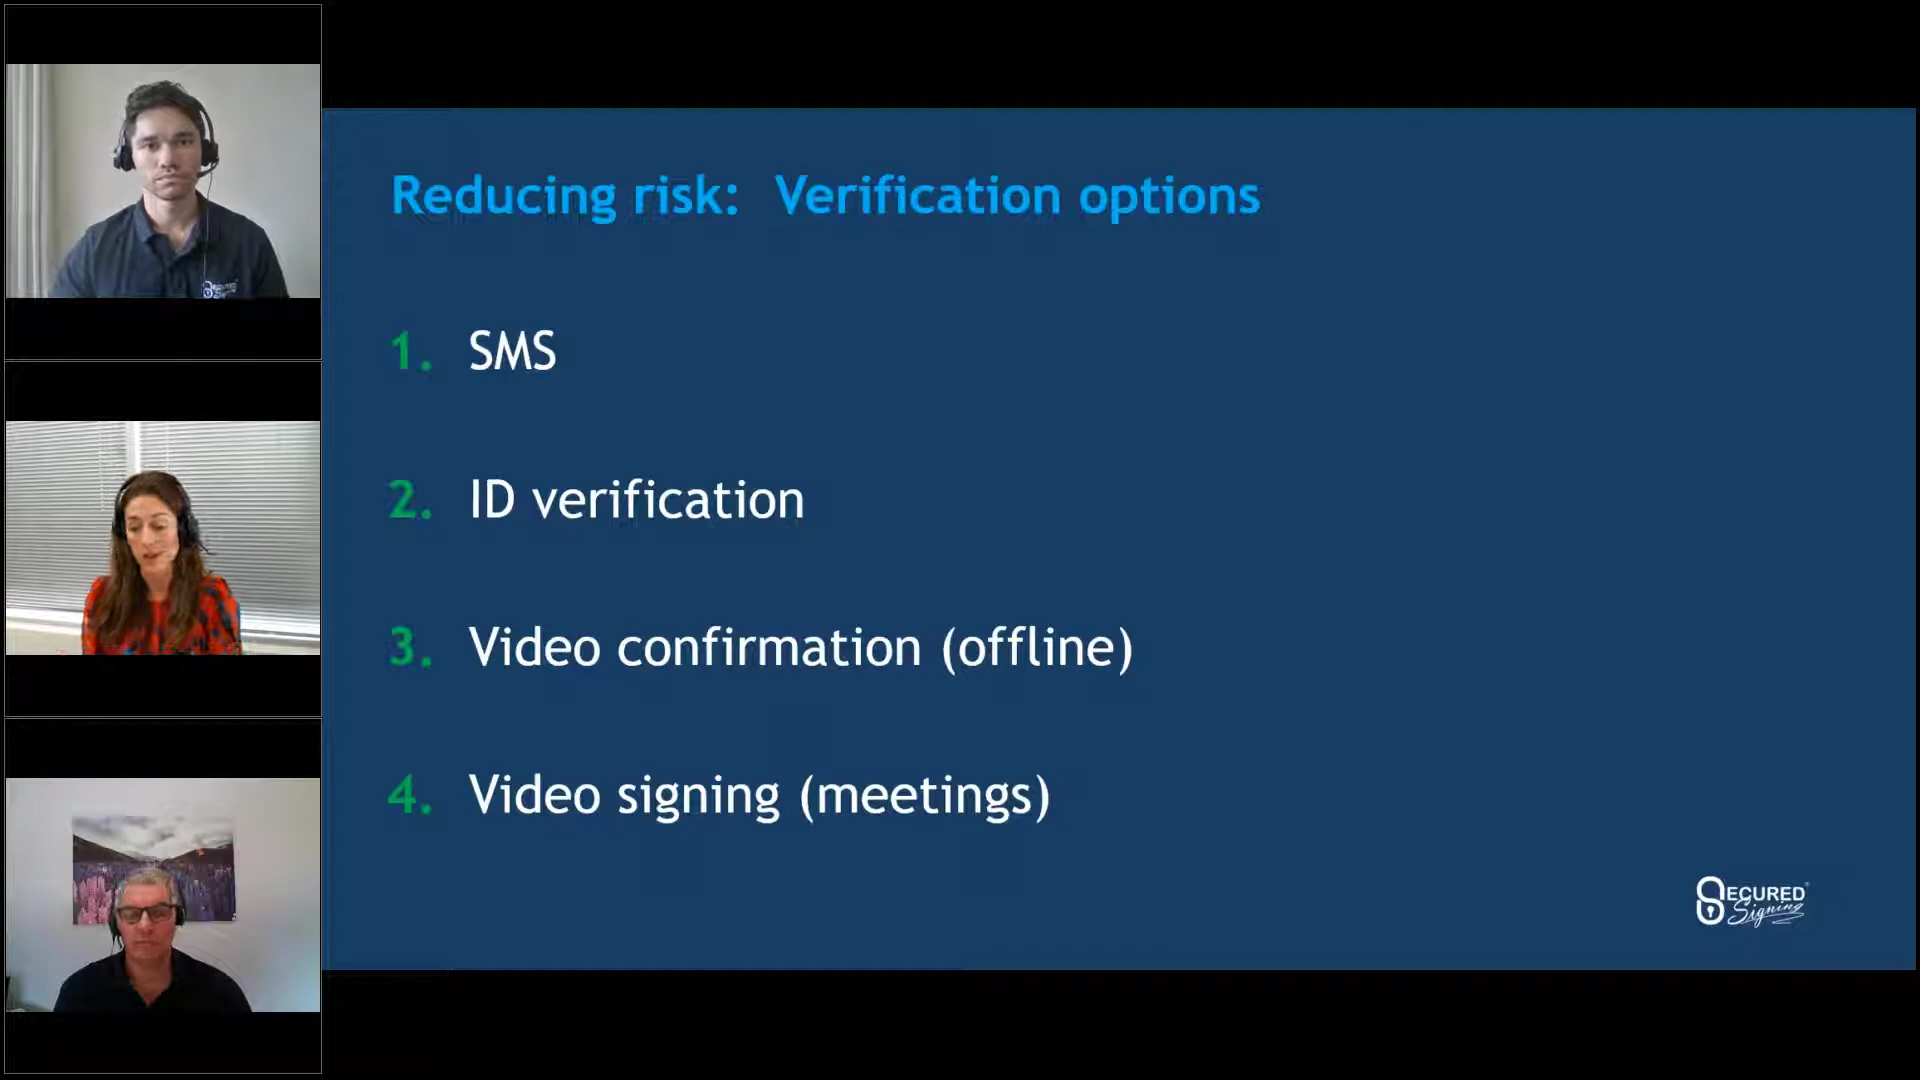 Reducing risk: Verification options
1. SMS
2. ID verification
3. Video confirmation (offline)
4. Video signing (meetings)
SECURED
Signing
SECURED